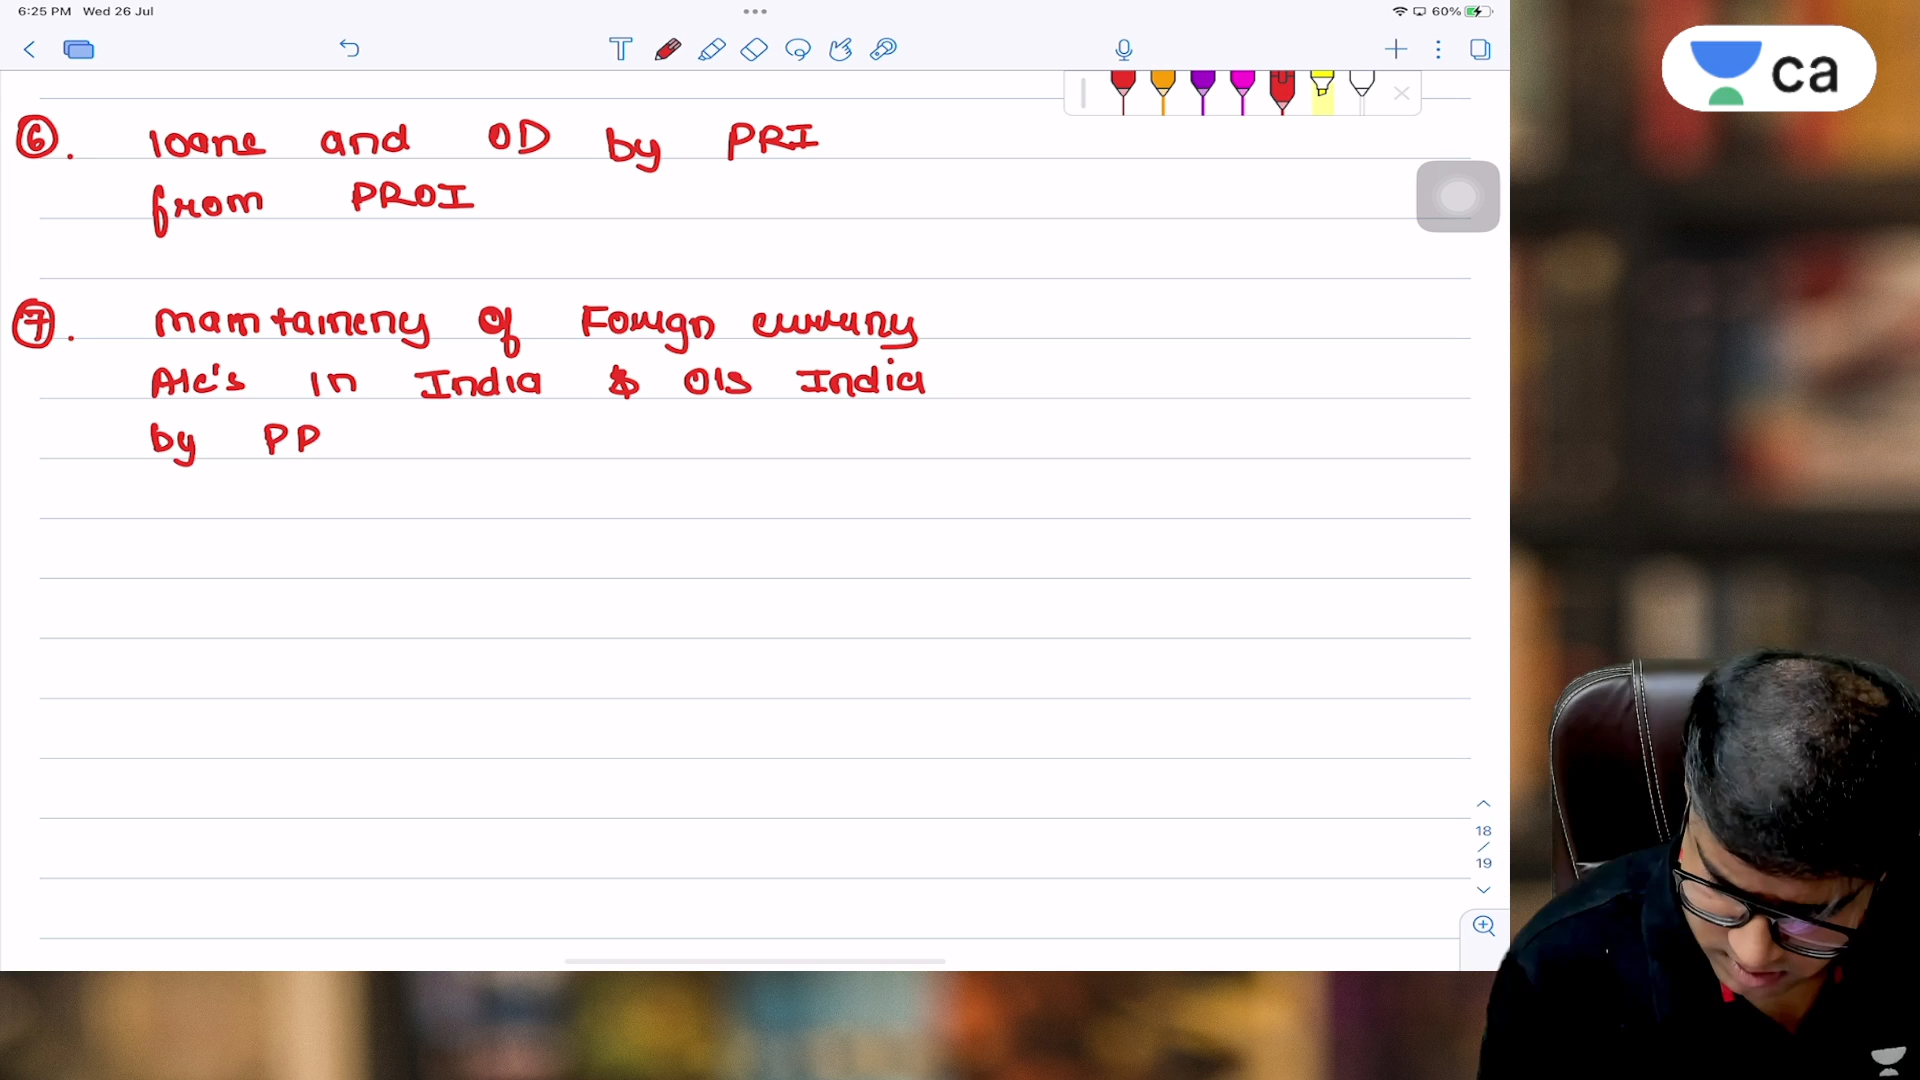 6:25 PM Wed 26 Jul
60%
ca
6. loans and OD by PRI
from PROI
7. maintaineny of Foreign currency
A/c's in India & O/s India
by PP
18
/
19